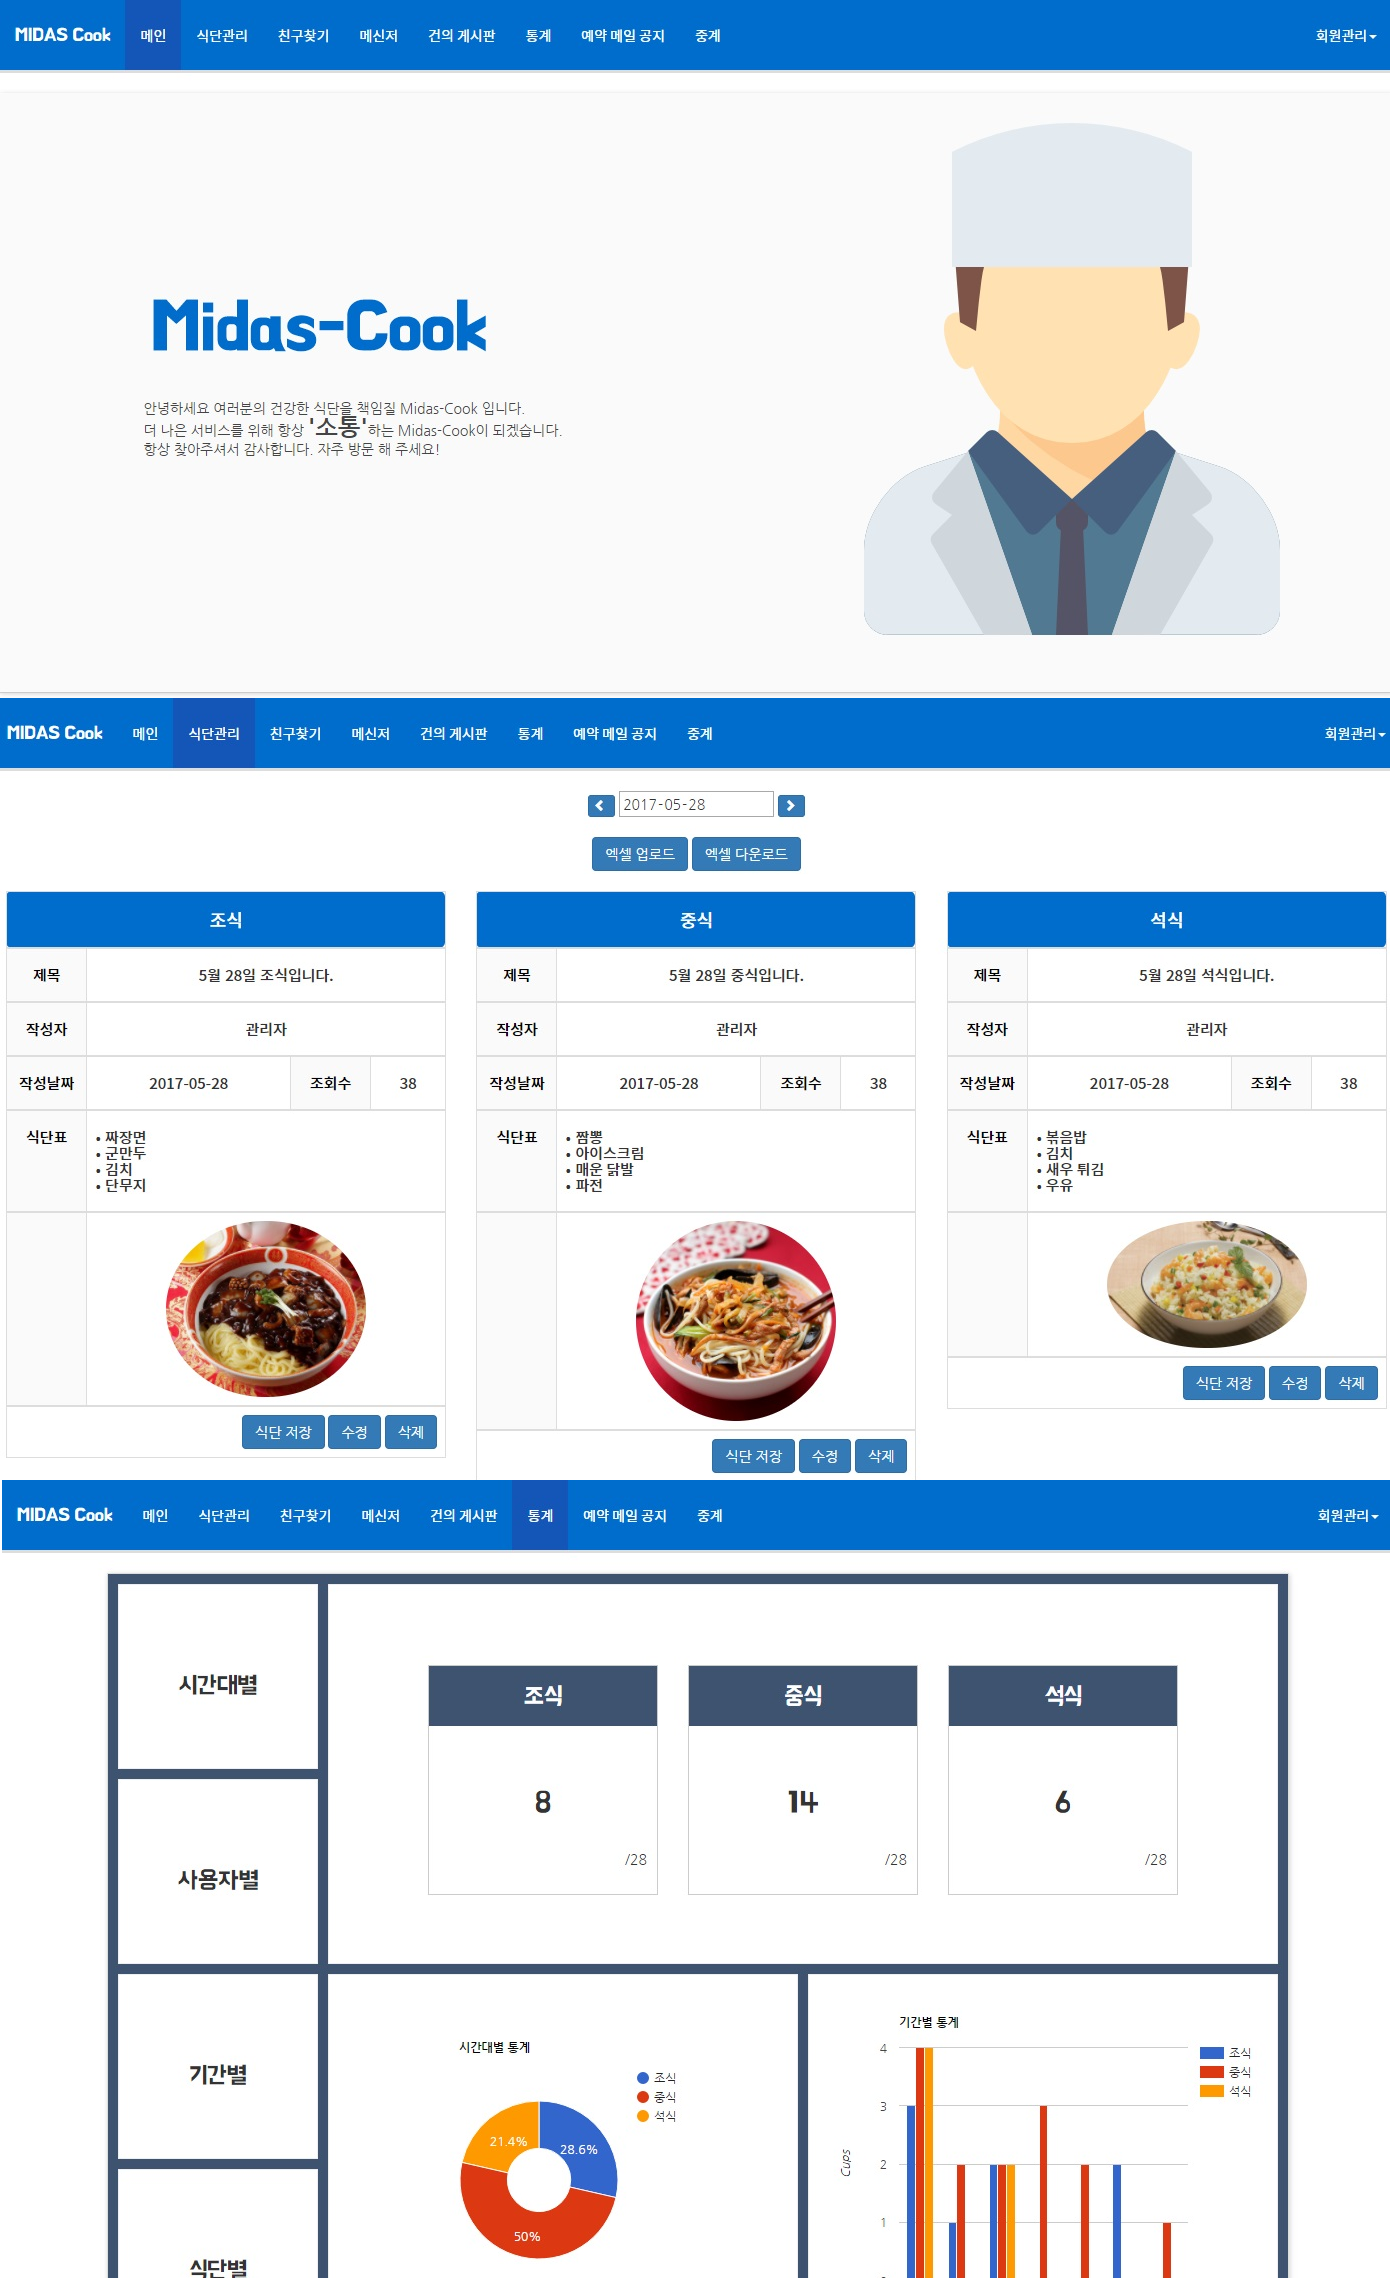 MIDAS Cook 메인 식단관리 친구찾기 메신저 건의 게시판 통계 예약 메일 공지 중계 회원관리
Midas-Cook
안녕하세요 여러분의 건강한 식단을 책임질 Midas-Cook 입니다.
더 나은 서비스를 위해 항상 '소통'하는 Midas-Cook이 되겠습니다.
항상 찾아주셔서 감사합니다. 자주 방문 해 주세요!
MIDAS Cook 메인 식단관리 친구찾기 메신저 건의 게시판 통계 예약 메일 공지 중계 회원관리
2017-05-28
엑셀 업로드 엑셀 다운로드
조식
제목 5월 28일 조식입니다.
작성자 관리자
작성날짜 2017-05-28 조회수 38
식단표
• 짜장면
• 군만두
• 김치
• 단무지
식단 저장 수정 삭제
중식
제목 5월 28일 중식입니다.
작성자 관리자
작성날짜 2017-05-28 조회수 38
식단표
• 짬뽕
• 아이스크림
• 매운 닭발
• 파전
식단 저장 수정 삭제
석식
제목 5월 28일 석식입니다.
작성자 관리자
작성날짜 2017-05-28 조회수 38
식단표
• 볶음밥
• 김치
• 새우 튀김
• 우유
식단 저장 수정 삭제
MIDAS Cook 메인 식단관리 친구찾기 메신저 건의 게시판 통계 예약 메일 공지 중계 회원관리
시간대별
사용자별
기간별
식단별
조식
8
/28
중식
14
/28
석식
6
/28
시간대별 통계
조식
중식
석식
21.4%
28.6%
50%
기간별 통계
4
3
2
1
Cups
조식
중식
석식